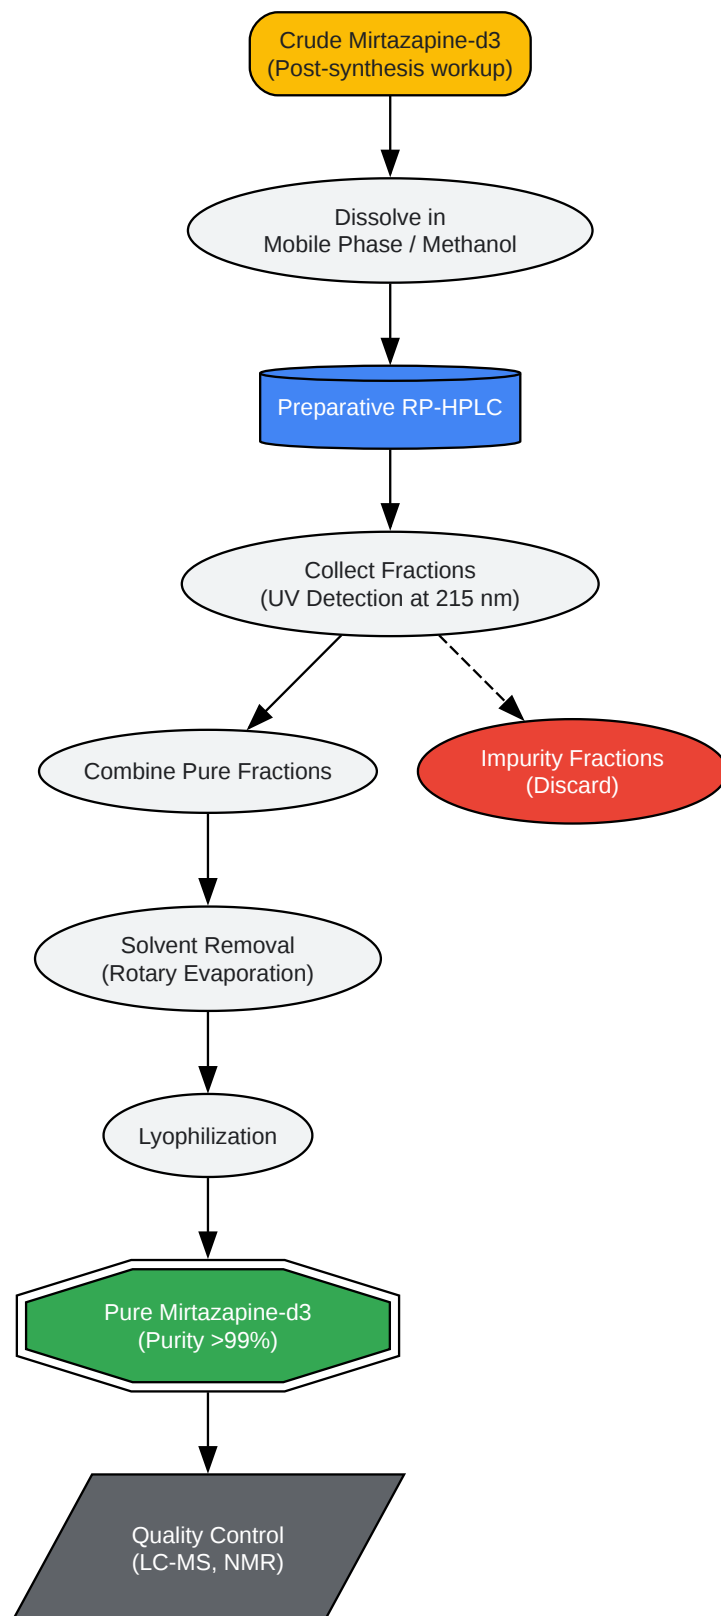 Crude Mirtazapine-d3
(Post-synthesis workup)
Dissolve in
Mobile Phase / Methanol
Preparative RP-HPLC
Collect Fractions
(UV Detection at 215 nm)
Combine Pure Fractions
Impurity Fractions
(Discard)
Solvent Removal
(Rotary Evaporation)
Lyophilization
Pure Mirtazapine-d3
(Purity >99%)
Quality Control
(LC-MS, NMR)